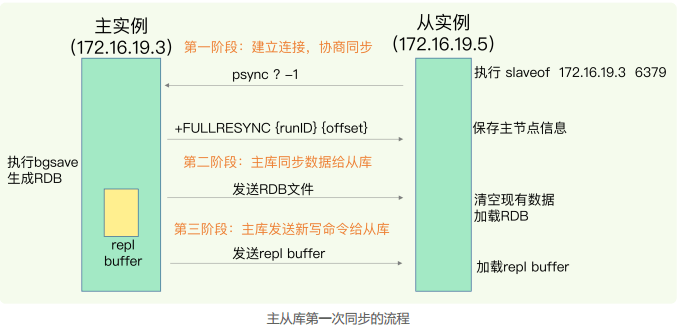 主实例
(172.16.19.3)
第一阶段：建立连接，协商同步
从实例
(172.16.19.5)
psync ? -1
执行 slaveof 172.16.19.3 6379
+FULLRESYNC {runID} {offset}
保存主节点信息
执行bgsave
生成RDB
第二阶段：主库同步数据给从库
发送RDB文件
清空现有数据
加载RDB
第三阶段：主库发送新写命令给从库
repl
buffer
发送repl buffer
加载repl buffer
主从库第一次同步的流程